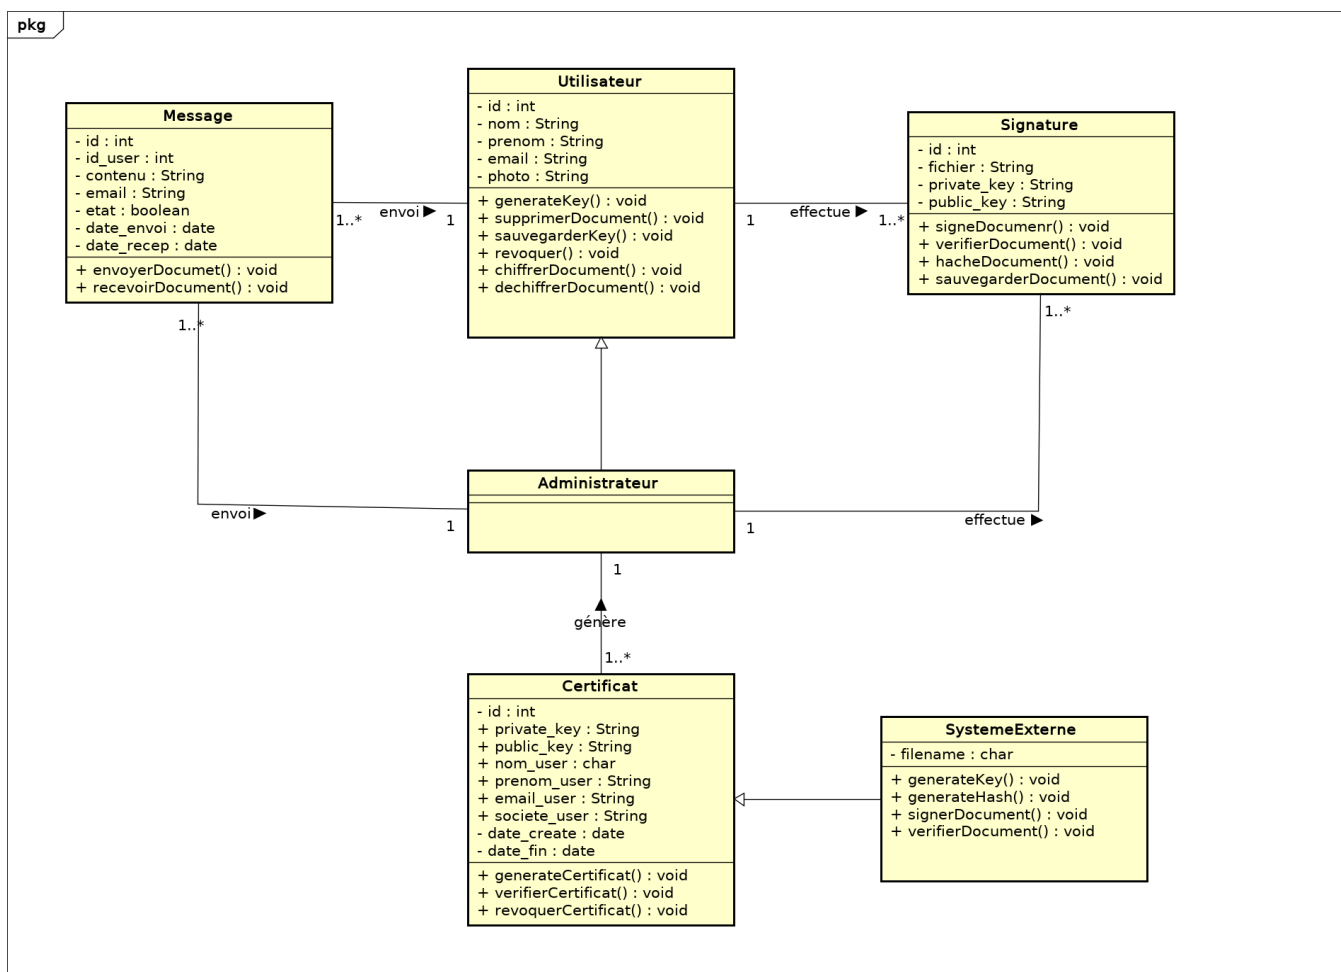 pkg
Message
- id : int
- id_user : int
- contenu : String
- email : String
- etat : boolean
- date_envoi : date
- date_recep : date
+ envoyerDocumet() : void
+ recevoirDocument() : void
Utilisateur
- id : int
- nom : String
- prenom : String
- email : String
- photo : String
+ generateKey() : void
+ supprimerDocument() : void
+ sauvegarderKey() : void
+ revoquer() : void
+ chiffrerDocument() : void
+ dechiffrerDocument() : void
Signature
- id : int
- fichier : String
- private_key : String
- public_key : String
+ signeDocumenr() : void
+ verifierDocument() : void
+ hacheDocument() : void
+ sauvegarderDocument() : void
1..*
envoi
1
1
effectue
1..*
1..*
1..*
Administrateur
envoi
1
1
effectue
1
génère
1..*
Certificat
- id : int
+ private_key : String
+ public_key : String
+ nom_user : char
+ prenom_user : String
+ email_user : String
+ societe_user : String
- date_create : date
- date_fin : date
+ generateCertificat() : void
+ verifierCertificat() : void
+ revoquerCertificat() : void
SystemeExterne
- filename : char
+ generateKey() : void
+ generateHash() : void
+ signerDocument() : void
+ verifierDocument() : void